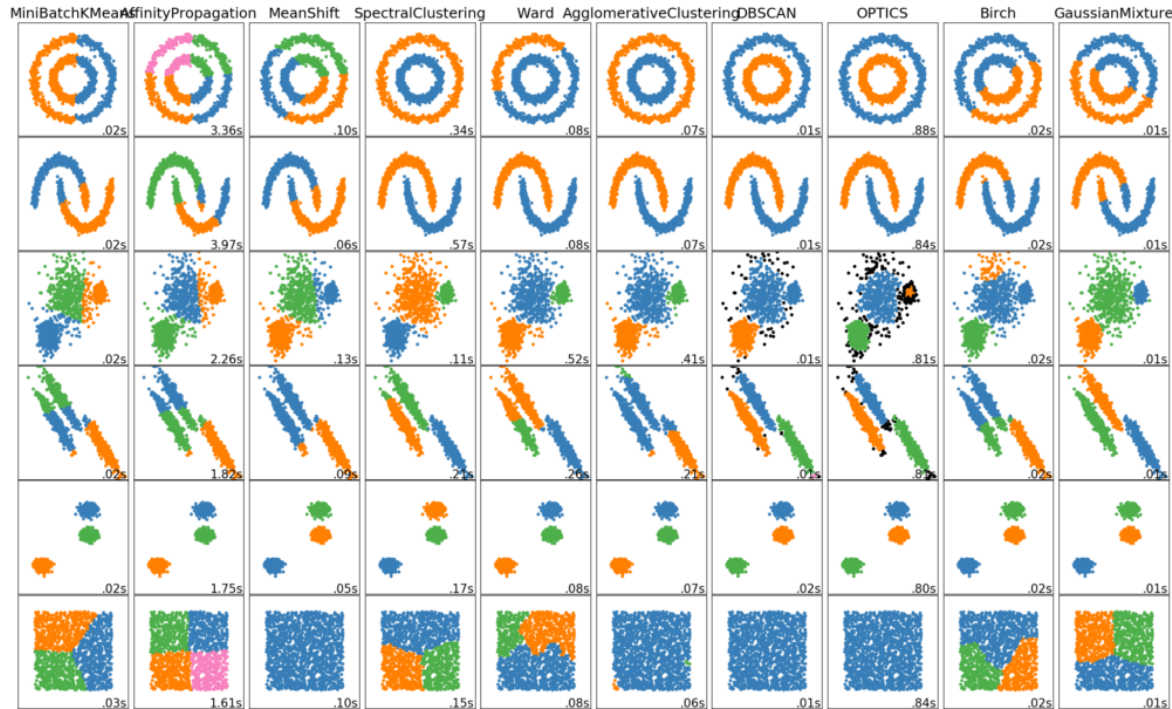 MiniBatchKMeans AffinityPropagation MeanShift SpectralClustering Ward AgglomerativeClustering DBSCAN OPTICS Birch GaussianMixture
.02s 3.36s .10s .34s .08s .07s .01s .88s .02s .01s
.02s 3.97s .06s .57s .08s .07s .01s .84s .02s .01s
.02s 2.26s .13s .11s .52s .41s .01s .81s .02s .01s
.02s 1.82s .09s .21s .26s .21s .01s .02s .01s
.02s 1.75s .05s .17s .08s .07s .02s .80s .02s .01s
.03s 1.61s .10s .15s .06s .01s .84s .02s .01s